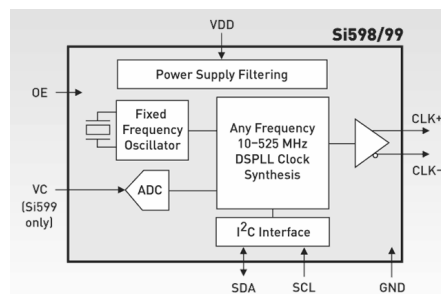 VDD
Si598/99
Power Supply Filtering
OE
Fixed
Frequency
Oscillator
Any Frequency
10–525 MHz
DSPLL Clock
Synthesis
CLK+
CLK–
VC
(Si599
only)
ADC
I²C Interface
SDA
SCL
GND